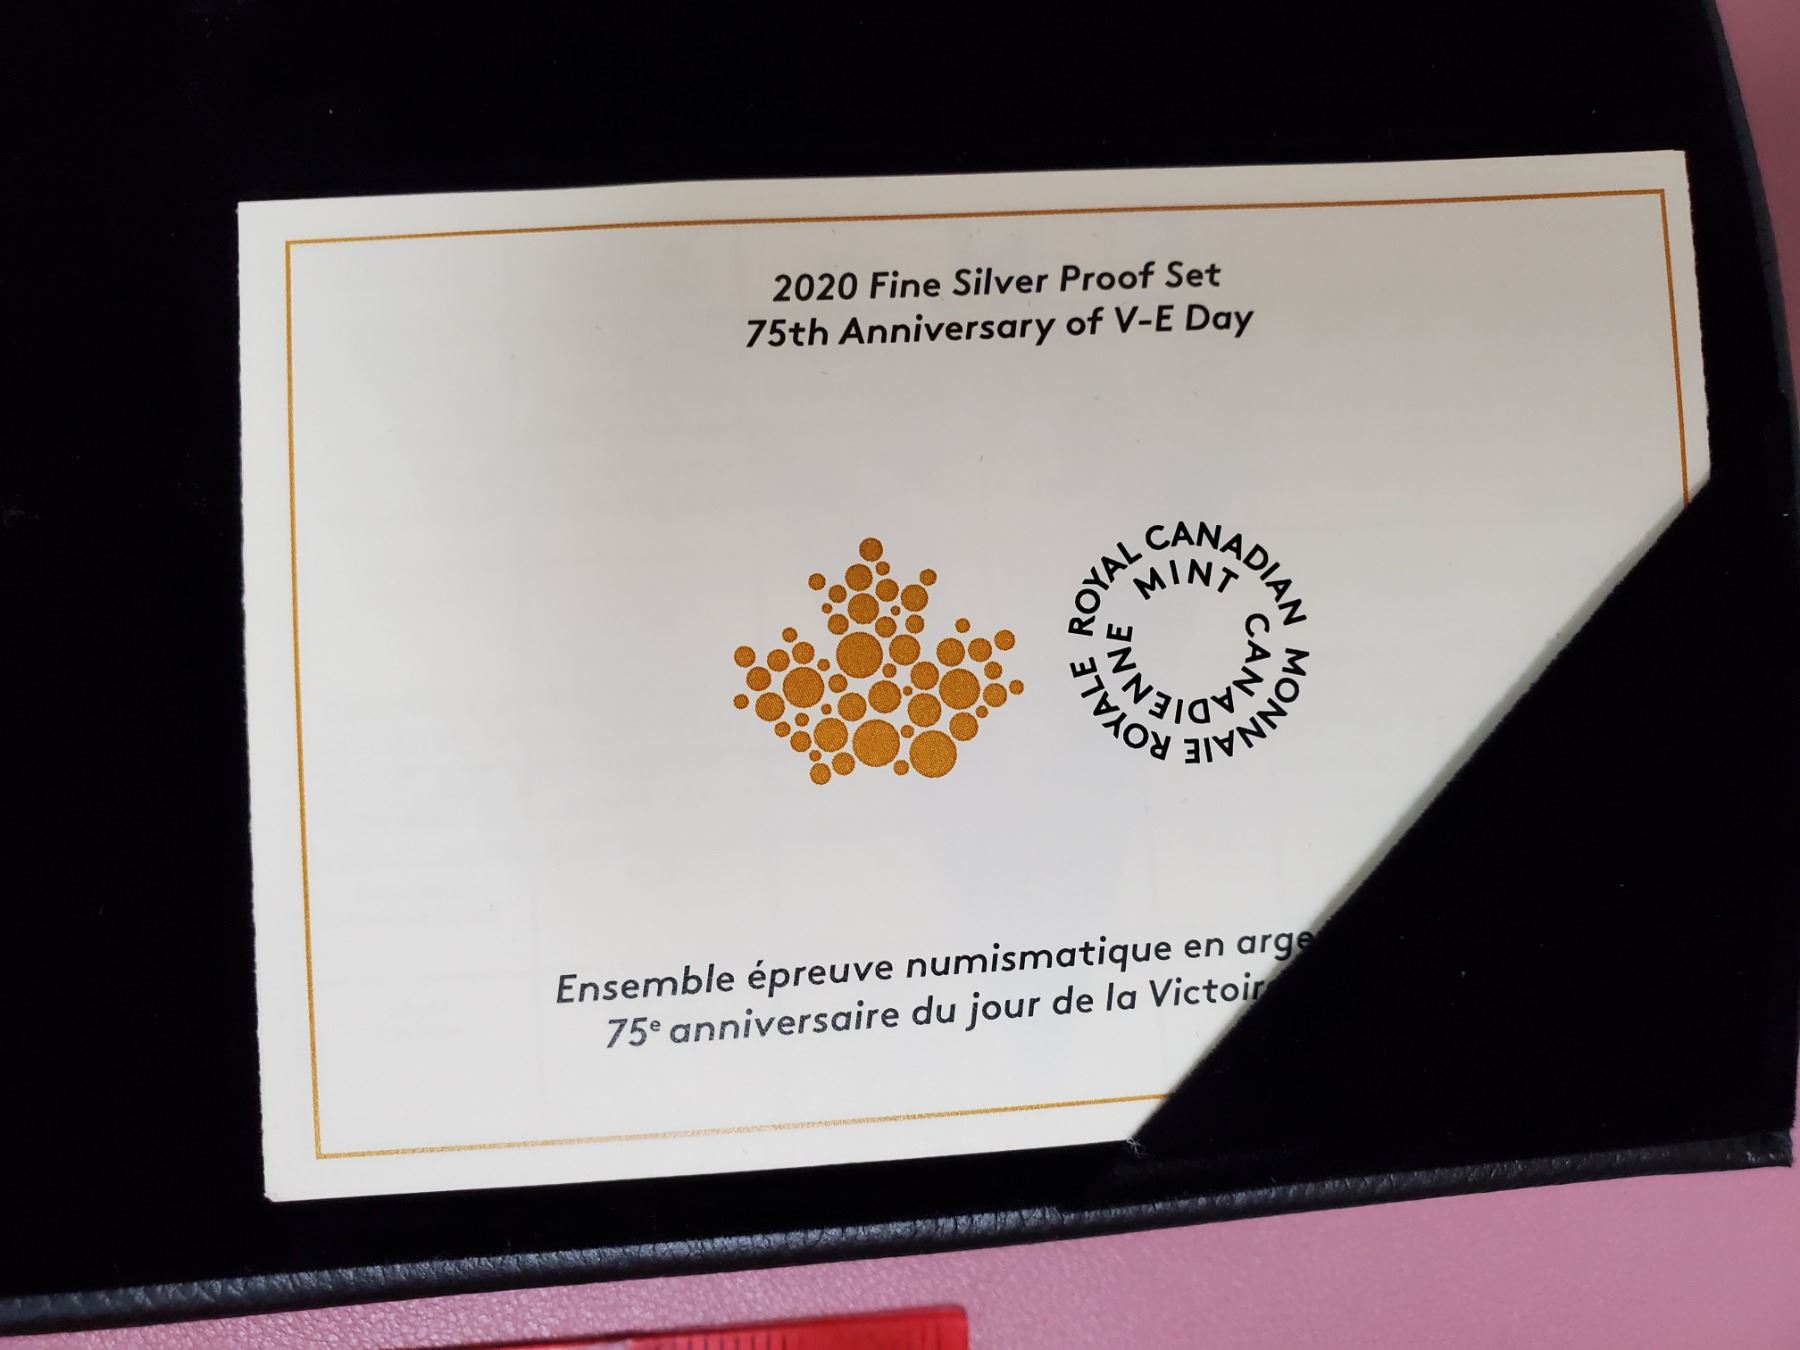 2020 Fine Silver Proof Set
75th Anniversary of V-E Day
ROYAL CANADIAN MINT
MONNAIE ROYALE CANADIENNE
Ensemble épreuve numismatique en arge
75e anniversaire du jour de la Victoir